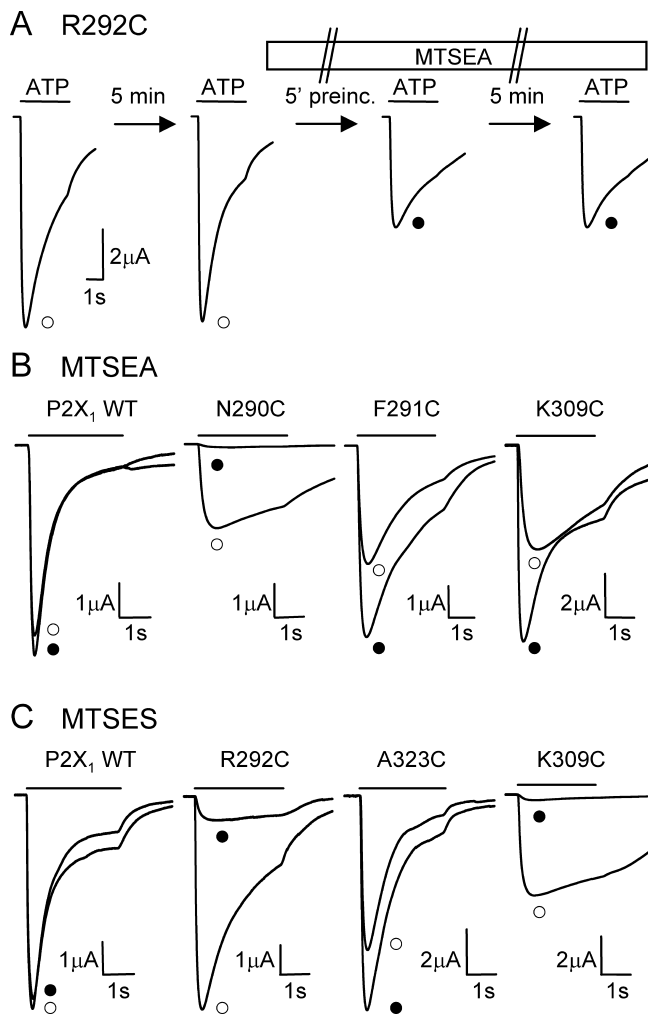 A R292C
MTSEA
ATP 5 min ATP 5' preinc. ATP 5 min ATP
2μA
1s
B MTSEA
P2X1 WT N290C F291C K309C
1μA 1μA 1μA 2μA
1s 1s 1s 1s
C MTSES
P2X1 WT R292C A323C K309C
1μA 1μA 2μA 2μA
1s 1s 1s 1s